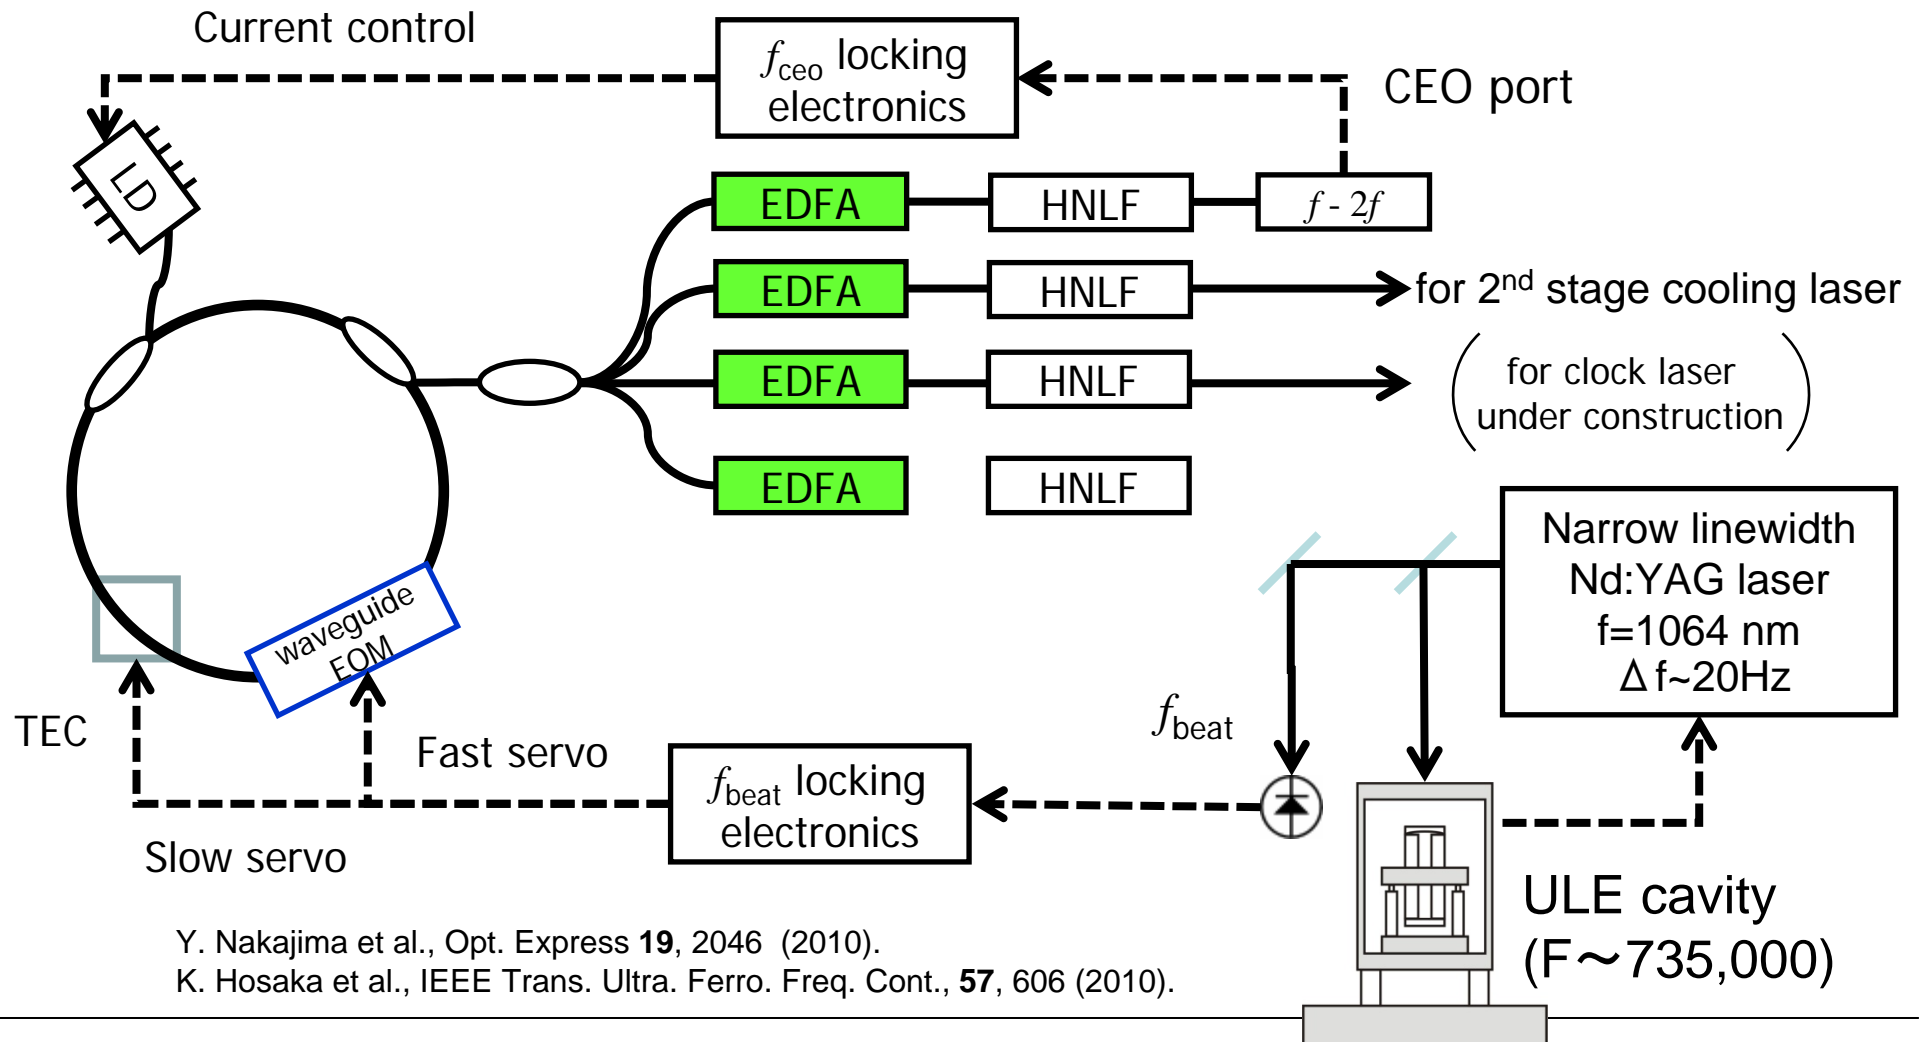 Current control
f_ceo locking
electronics
CEO port
LD
EDFA
HNLF
f - 2f
EDFA
HNLF
for 2nd stage cooling laser
EDFA
HNLF
for clock laser
under construction
EDFA
HNLF
Narrow linewidth
Nd:YAG laser
f=1064 nm
Δf~20Hz
waveguide
EOM
TEC
Fast servo
Slow servo
f_beat locking
electronics
f_beat
ULE cavity
(F～735,000)
Y. Nakajima et al., Opt. Express 19, 2046 (2010).
K. Hosaka et al., IEEE Trans. Ultra. Ferro. Freq. Cont., 57, 606 (2010).